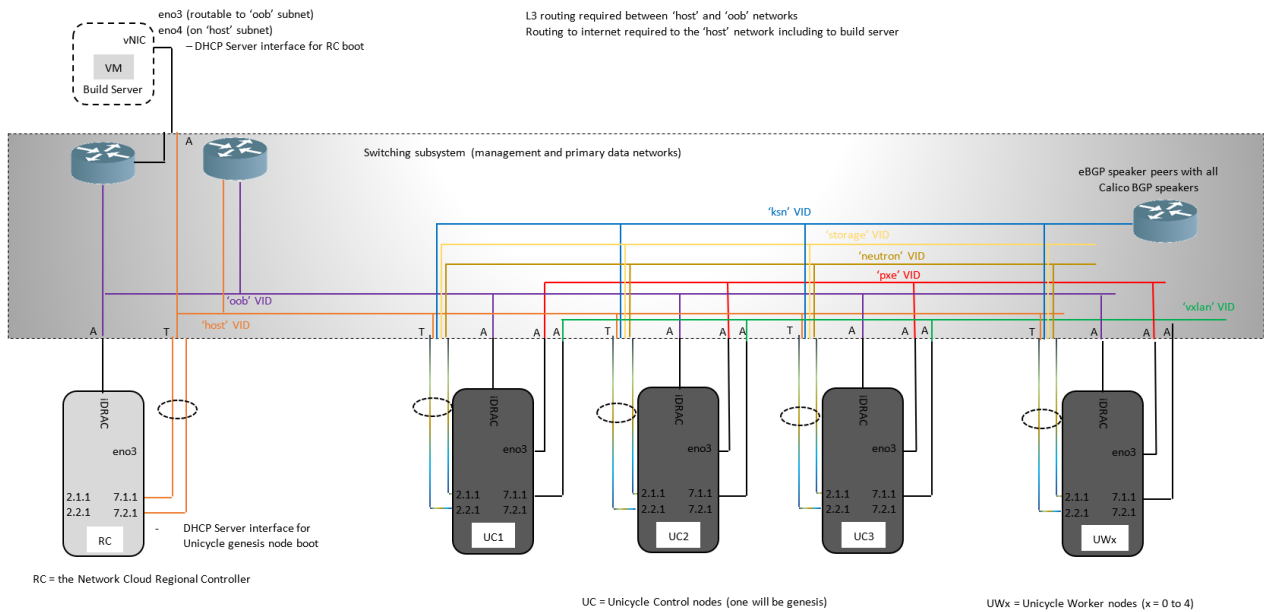 eno3 (routable to 'oob' subnet)
eno4 (on 'host' subnet)
– DHCP Server interface for RC boot
vNIC
VM
Build Server
L3 routing required between 'host' and 'oob' networks
Routing to internet required to the 'host' network including to build server
A
Switching subsystem (management and primary data networks)
eBGP speaker peers with all
Calico BGP speakers
'ksn' VID
'storage' VID
'neutron' VID
'pxe' VID
'oob' VID
'vxlan' VID
'host' VID
A T T A A A T A A A T A A A T A A A
iDRAC
eno3
2.1.1 7.1.1
2.2.1 7.2.1
RC
- DHCP Server interface for
Unicycle genesis node boot
iDRAC
eno3
2.1.1 7.1.1
2.2.1 7.2.1
UC1
iDRAC
eno3
2.1.1 7.1.1
2.2.1 7.2.1
UC2
iDRAC
eno3
2.1.1 7.1.1
2.2.1 7.2.1
UC3
iDRAC
eno3
2.1.1 7.1.1
2.2.1 7.2.1
UWx
RC = the Network Cloud Regional Controller
UC = Unicycle Control nodes (one will be genesis)
UWx = Unicycle Worker nodes (x = 0 to 4)